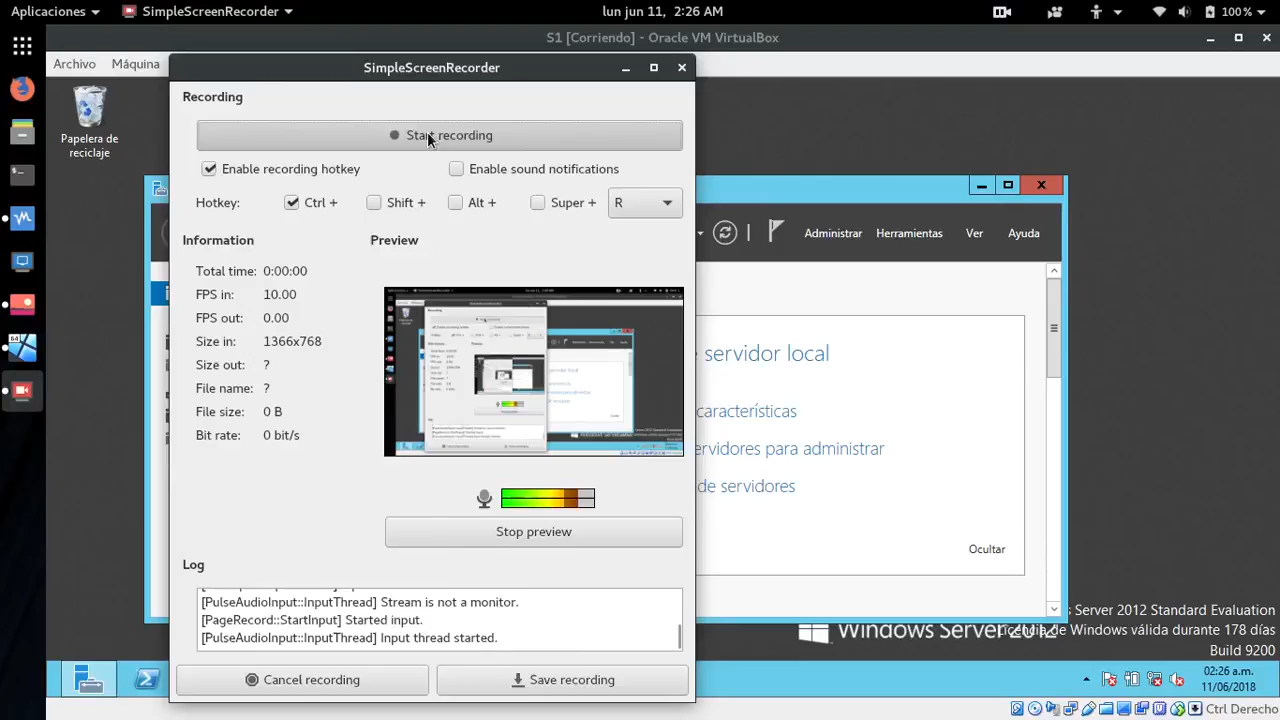 Aplicaciones
SimpleScreenRecorder
lun jun 11, 2:26 AM
100%
S1 [Corriendo] - Oracle VM VirtualBox
Archivo
Máquina
SimpleScreenRecorder
Papelera de
reciclaje
Recording
Start recording
Enable recording hotkey
Enable sound notifications
Hotkey:
Ctrl +
Shift +
Alt +
Super +
R
Administrar
Herramientas
Ver
Ayuda
Information
Preview
Total time: 0:00:00
FPS in: 10.00
FPS out: 0.00
Size in: 1366x768
Size out: ?
File name: ?
File size: 0 B
Bit rate: 0 bit/s
servidor local
características
ervidores para administrar
de servidores
Ocultar
Stop preview
Log
[PulseAudioInput::InputThread] Stream is not a monitor.
[PageRecord::StartInput] Started input.
[PulseAudioInput::InputThread] Input thread started.
Cancel recording
Save recording
Server 2012 Standard Evaluation
Windows Server 2012
Licencia de Windows válida durante 178 días
Build 9200
02:26 a.m.
11/06/2018
Ctrl Derecho